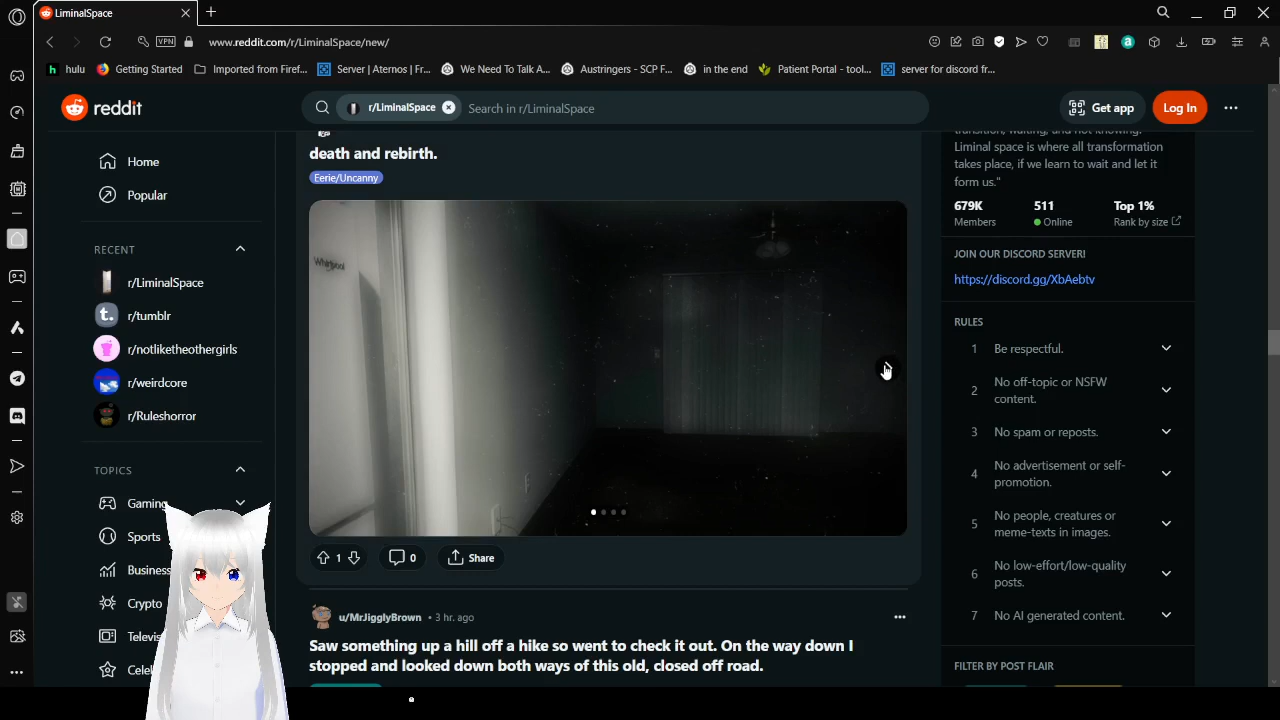 LiminalSpace
VPN
www.reddit.com/r/LiminalSpace/new/
hulu
Getting Started
Imported from Firef...
Server | Aternos | Fr...
We Need To Talk A...
Austringers - SCP F...
in the end
Patient Portal - tool...
server for discord fr...
reddit
r/LiminalSpace
Search in r/LiminalSpace
Get app
Log In
Home
Popular
RECENT
r/LiminalSpace
r/tumblr
r/notliketheothergirls
r/weirdcore
r/Ruleshorror
TOPICS
Gaming
Sports
Business
Crypto
Televis
Celeb
death and rebirth.
Eerie/Uncanny
Whirlpool
1
0
Share
u/MrJigglyBrown • 3 hr. ago
Saw something up a hill off a hike so went to check it out. On the way down I
stopped and looked down both ways of this old, closed off road.
transition, waiting, and not knowing.
Liminal space is where all transformation
takes place, if we learn to wait and let it
form us."
679K 511 Top 1%
Members Online Rank by size
JOIN OUR DISCORD SERVER!
https://discord.gg/XbAebtv
RULES
1 Be respectful.
2 No off-topic or NSFW
content.
3 No spam or reposts.
4 No advertisement or self-
promotion.
5 No people, creatures or
meme-texts in images.
6 No low-effort/low-quality
posts.
7 No AI generated content.
FILTER BY POST FLAIR